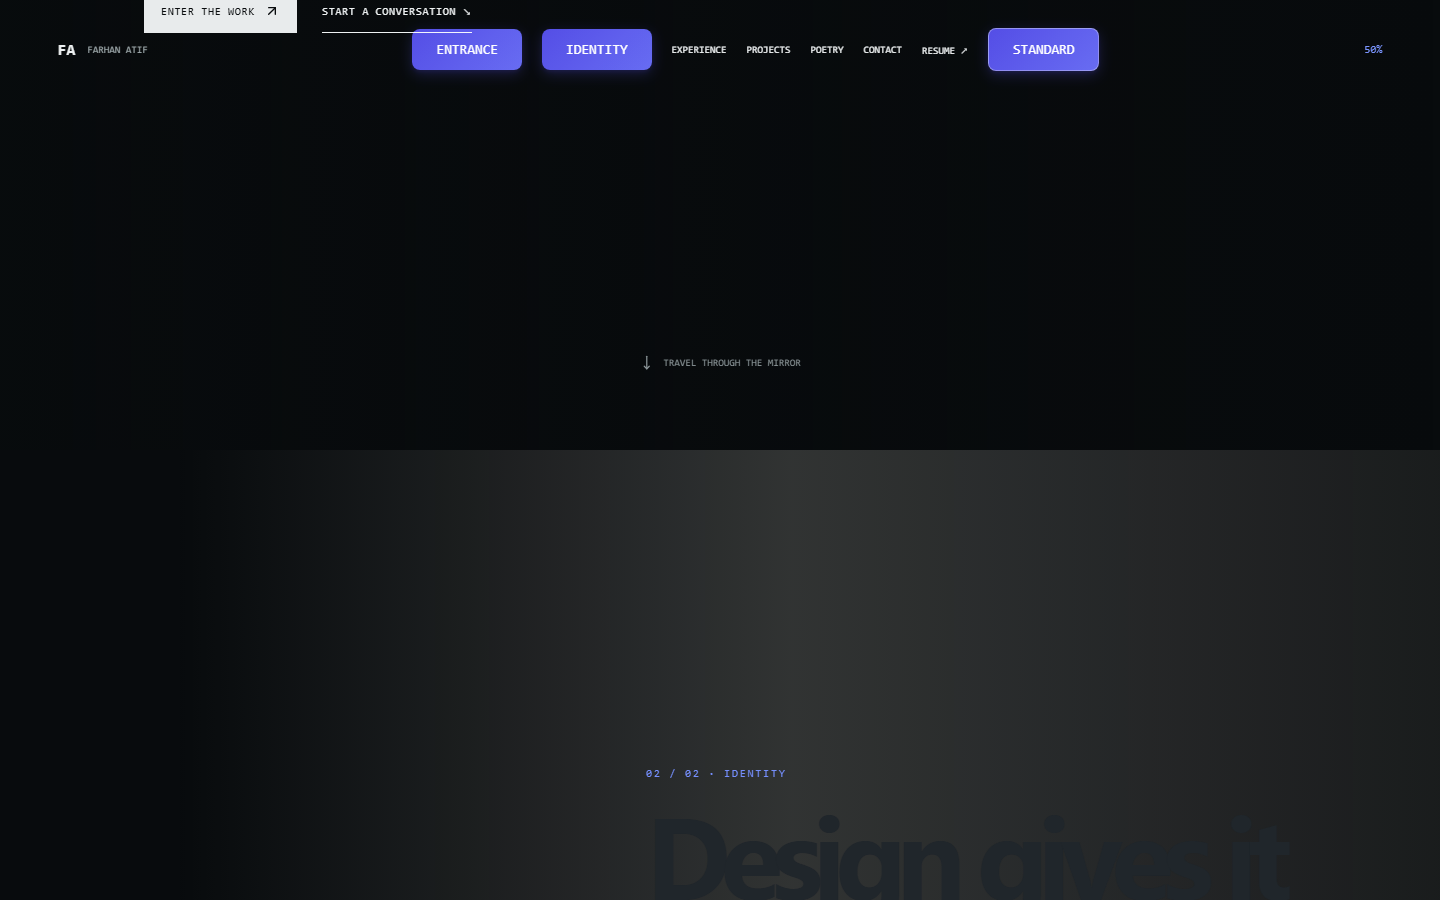 ENTER THE WORK
START A CONVERSATION ↘
FA FARHAN ATIF ENTRANCE IDENTITY EXPERIENCE PROJECTS POETRY CONTACT RESUME ↗ STANDARD 50%
↓ TRAVEL THROUGH THE MIRROR
02 / 02 · IDENTITY
Design gives it